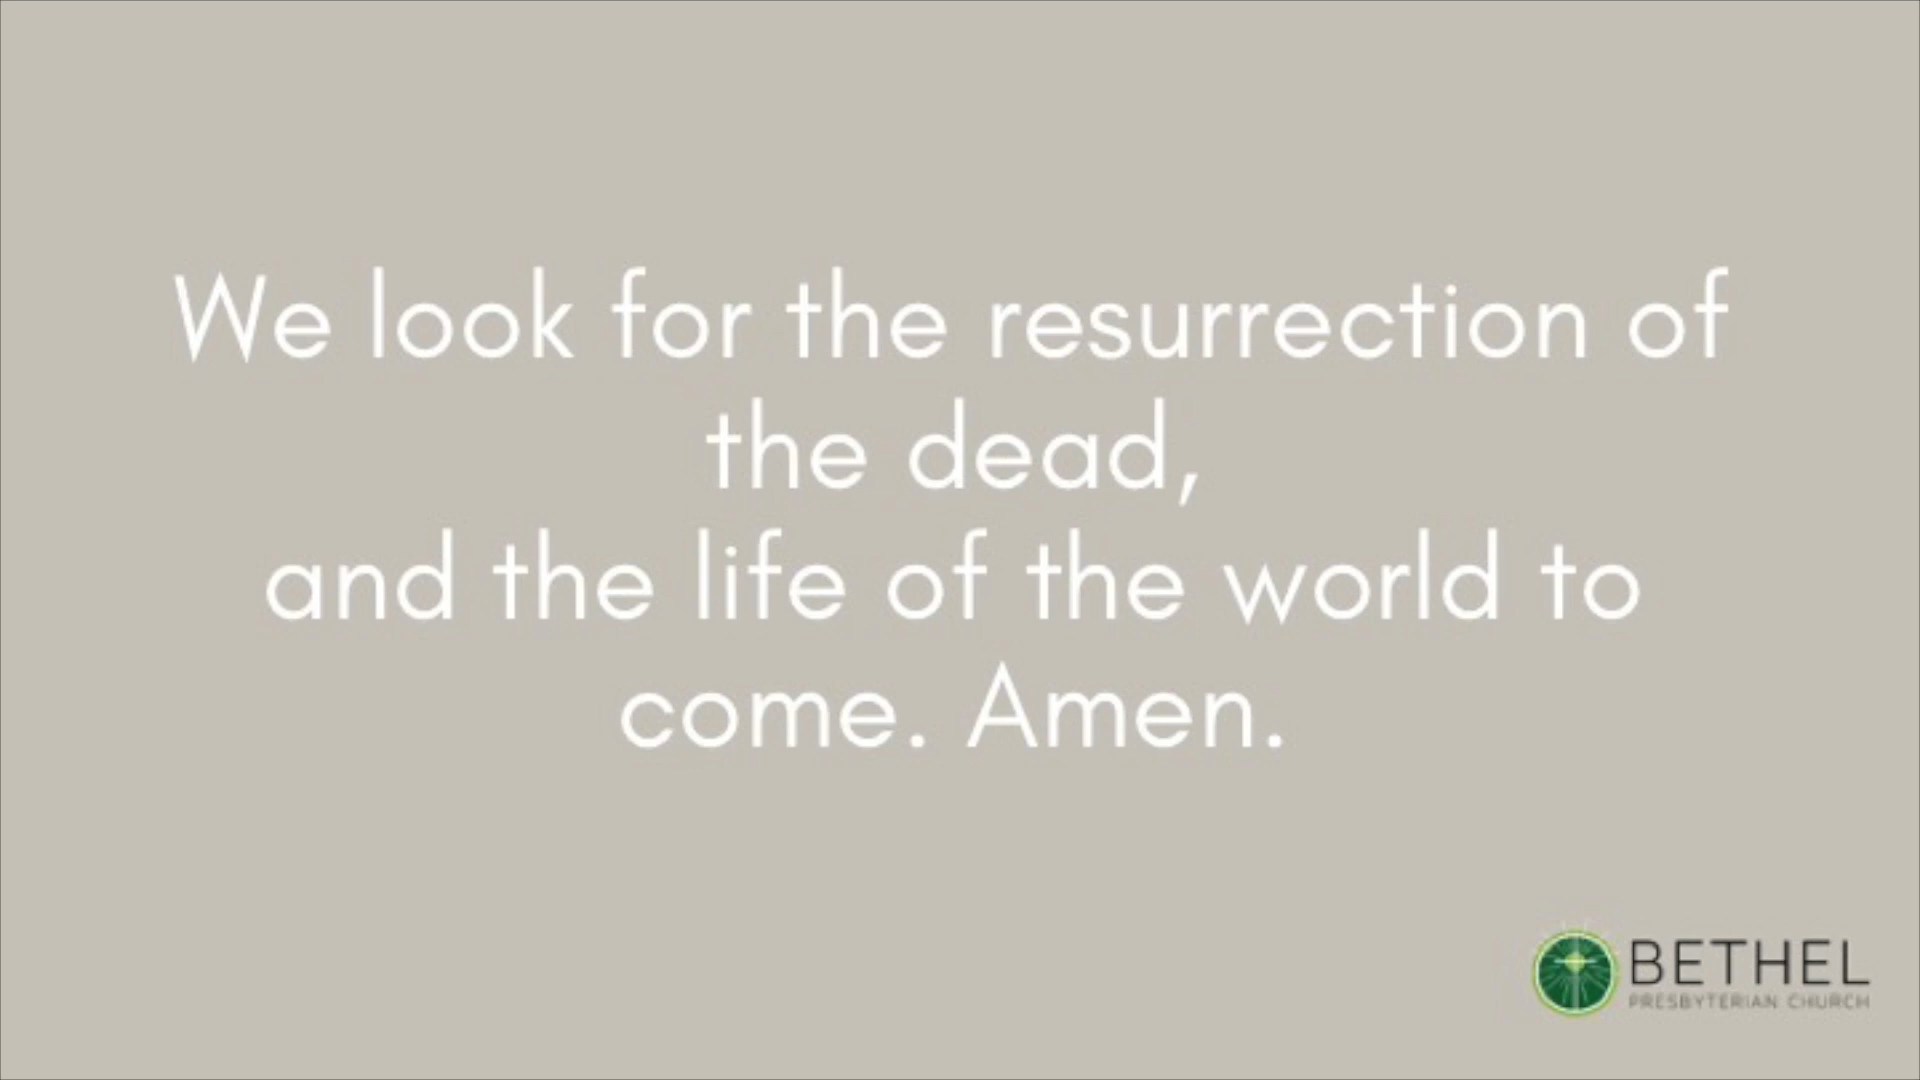 We look for the resurrection of
the dead,
and the life of the world to
come. Amen.
BETHEL
PRESBYTERIAN CHURCH